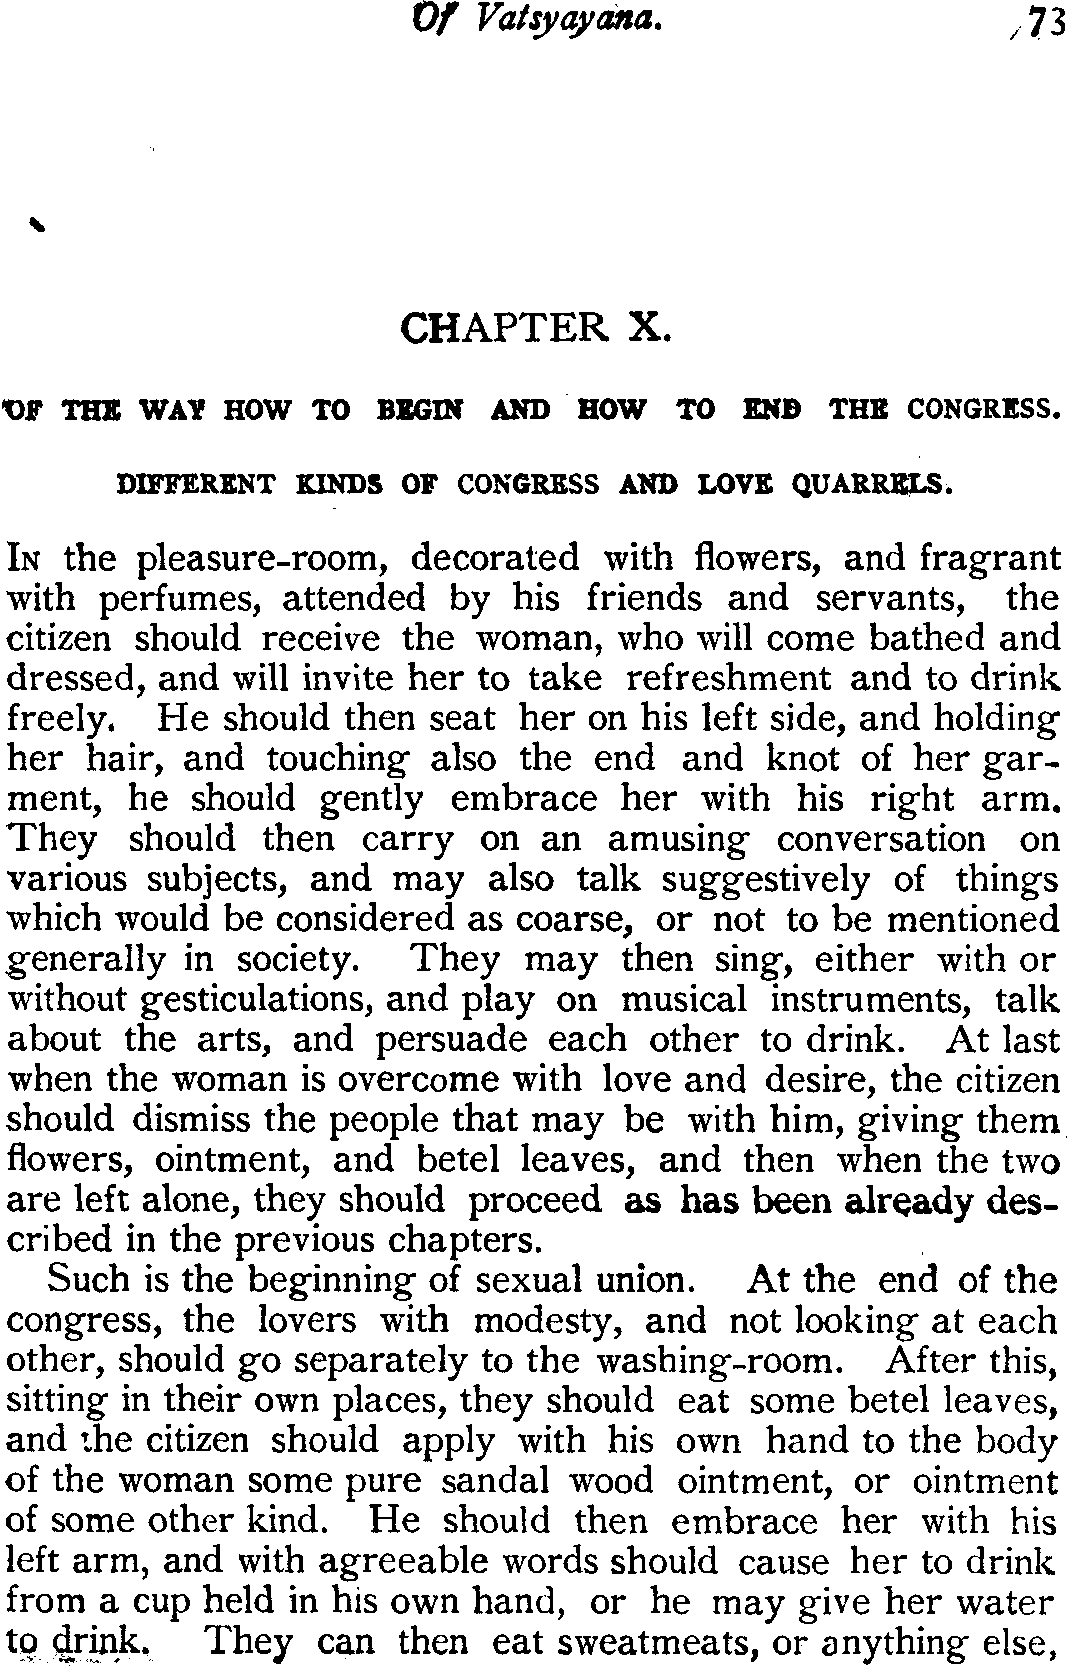 Of Vatsyayana. 73
CHAPTER X.
OF THE WAY HOW TO BEGIN AND HOW TO END THE CONGRESS.
DIFFERENT KINDS OF CONGRESS AND LOVE QUARRELS.
IN the pleasure-room, decorated with flowers, and fragrant
with perfumes, attended by his friends and servants, the
citizen should receive the woman, who will come bathed and
dressed, and will invite her to take refreshment and to drink
freely. He should then seat her on his left side, and holding
her hair, and touching also the end and knot of her gar-
ment, he should gently embrace her with his right arm.
They should then carry on an amusing conversation on
various subjects, and may also talk suggestively of things
which would be considered as coarse, or not to be mentioned
generally in society. They may then sing, either with or
without gesticulations, and play on musical instruments, talk
about the arts, and persuade each other to drink. At last
when the woman is overcome with love and desire, the citizen
should dismiss the people that may be with him, giving them
flowers, ointment, and betel leaves, and then when the two
are left alone, they should proceed as has been already des-
cribed in the previous chapters.
Such is the beginning of sexual union. At the end of the
congress, the lovers with modesty, and not looking at each
other, should go separately to the washing-room. After this,
sitting in their own places, they should eat some betel leaves,
and the citizen should apply with his own hand to the body
of the woman some pure sandal wood ointment, or ointment
of some other kind. He should then embrace her with his
left arm, and with agreeable words should cause her to drink
from a cup held in his own hand, or he may give her water
to drink. They can then eat sweatmeats, or anything else,